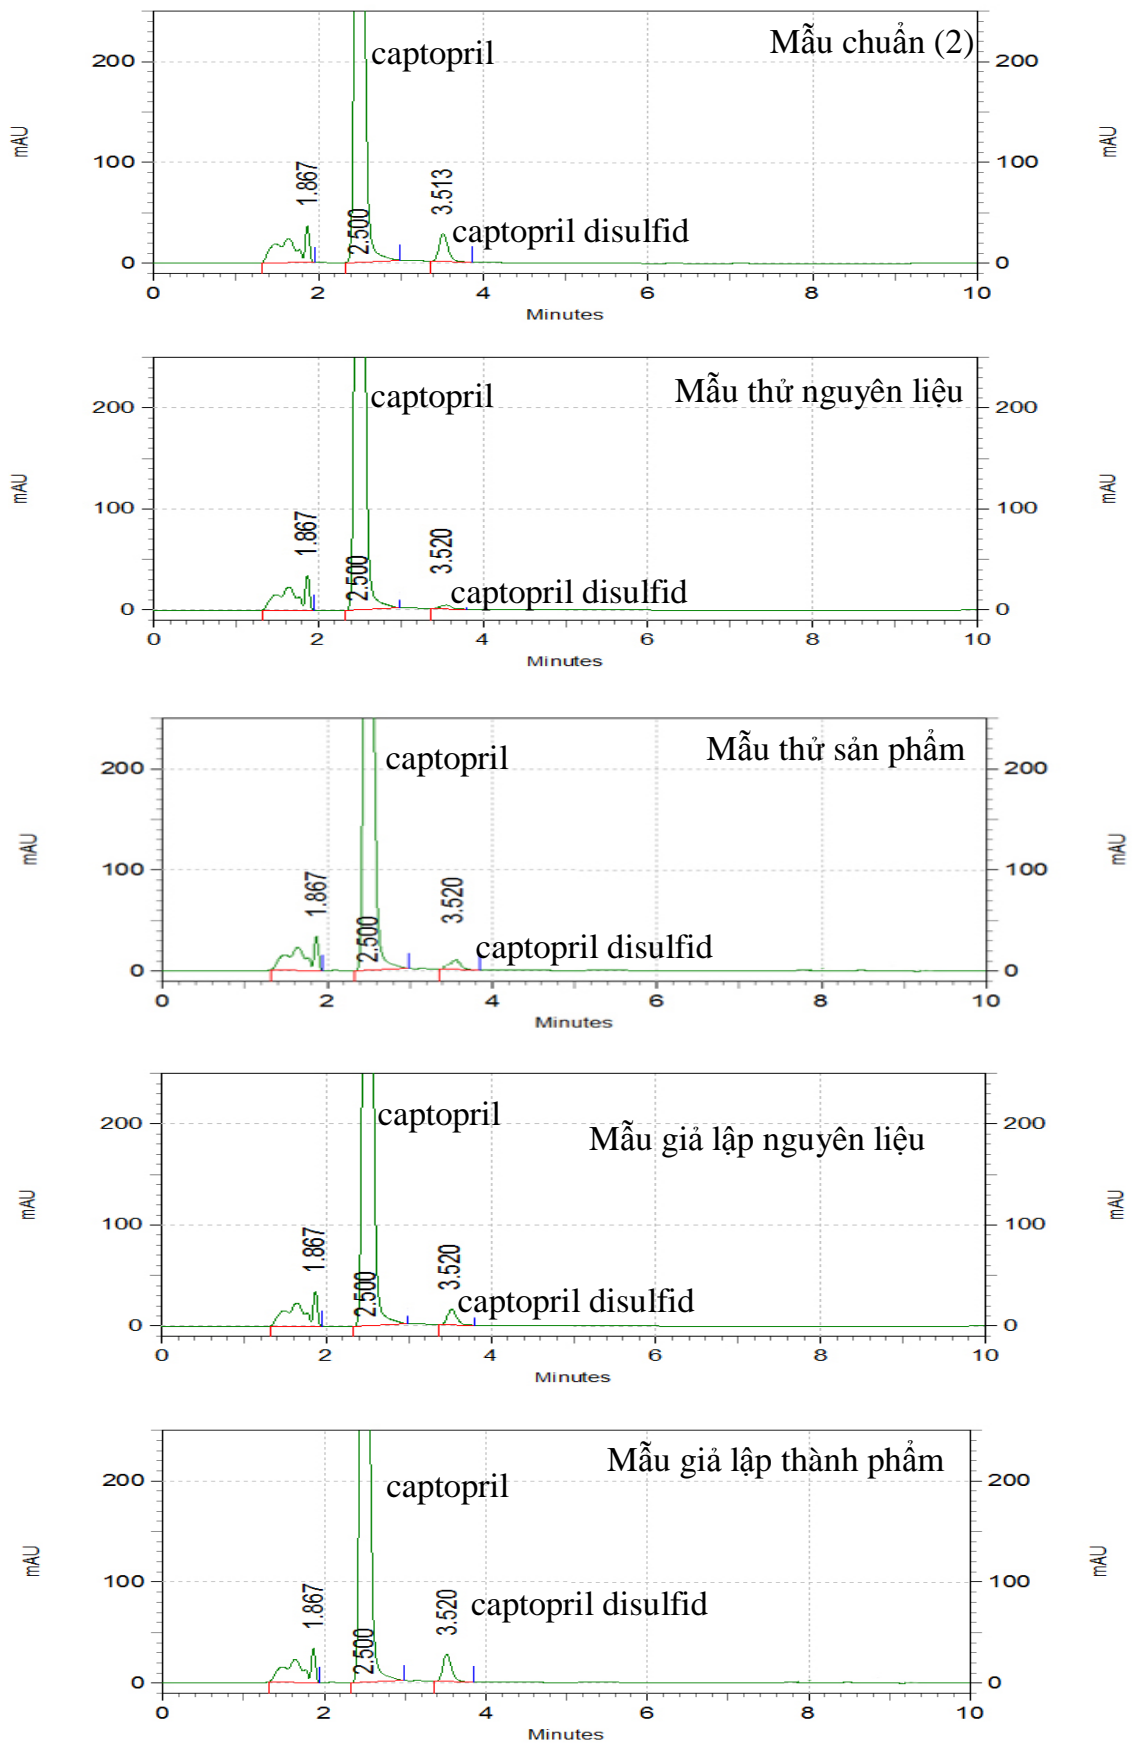 Mẫu chuẩn (2)
captopril
200 200
mAU mAU
100 100
1.867
2.500
3.513
captopril disulfid
0 0
0 2 4 6 8 10
Minutes
Mẫu thử nguyên liệu
captopril
200 200
mAU mAU
100 100
1.867
2.500
3.520
captopril disulfid
0 0
0 2 4 6 8 10
Minutes
Mẫu thử sản phẩm
captopril
200 200
mAU mAU
100 100
1.867
2.500
3.520
captopril disulfid
0 0
0 2 4 6 8 10
Minutes
captopril
200 200
Mẫu giả lập nguyên liệu
mAU mAU
100 100
1.867
2.500
3.520
captopril disulfid
0 0
0 2 4 6 8 10
Minutes
Mẫu giả lập thành phẩm
captopril
200 200
mAU mAU
100 100
1.867
2.500
3.520
captopril disulfid
0 0
0 2 4 6 8 10
Minutes